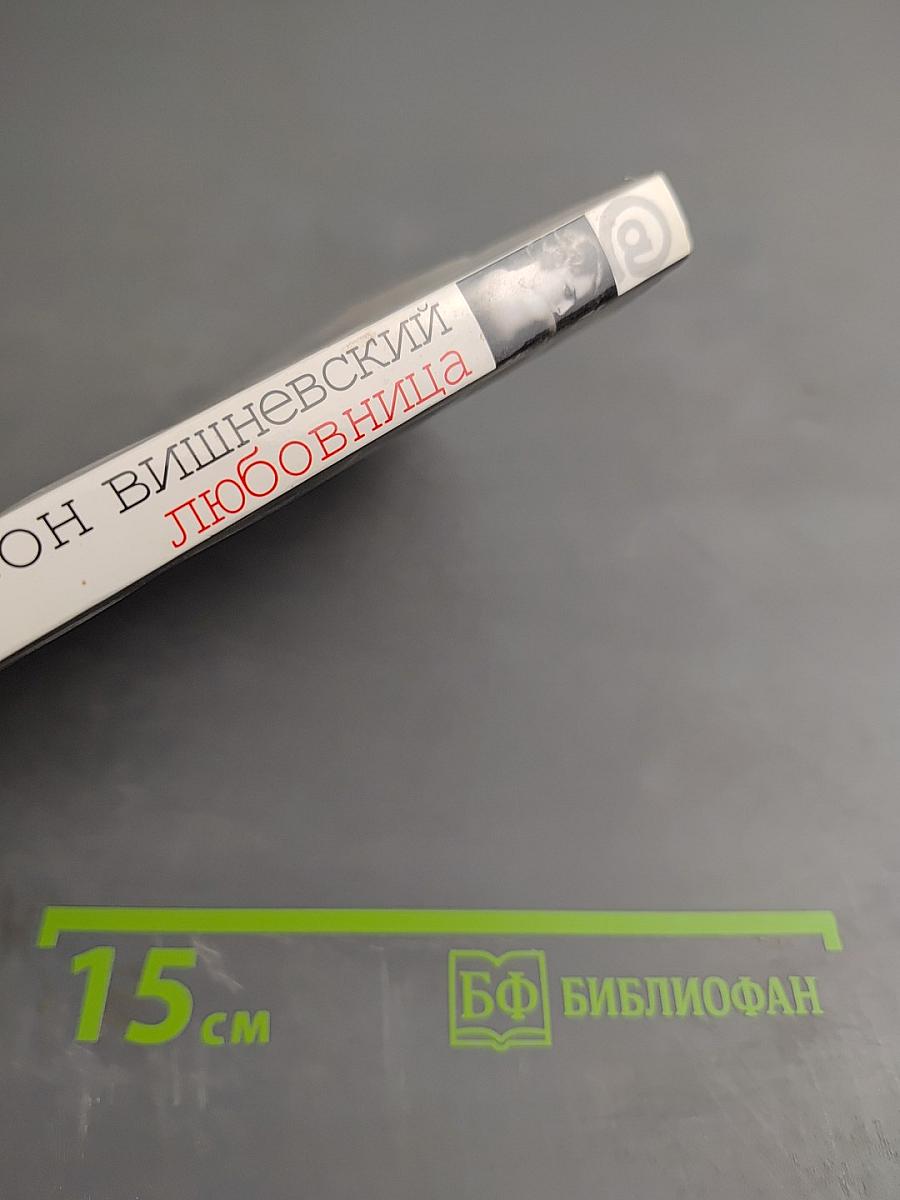 ОН ВИШНЕВСКИЙ
ЛЮБОВНИЦА
@
15 см
БФ БИБЛИОФАН